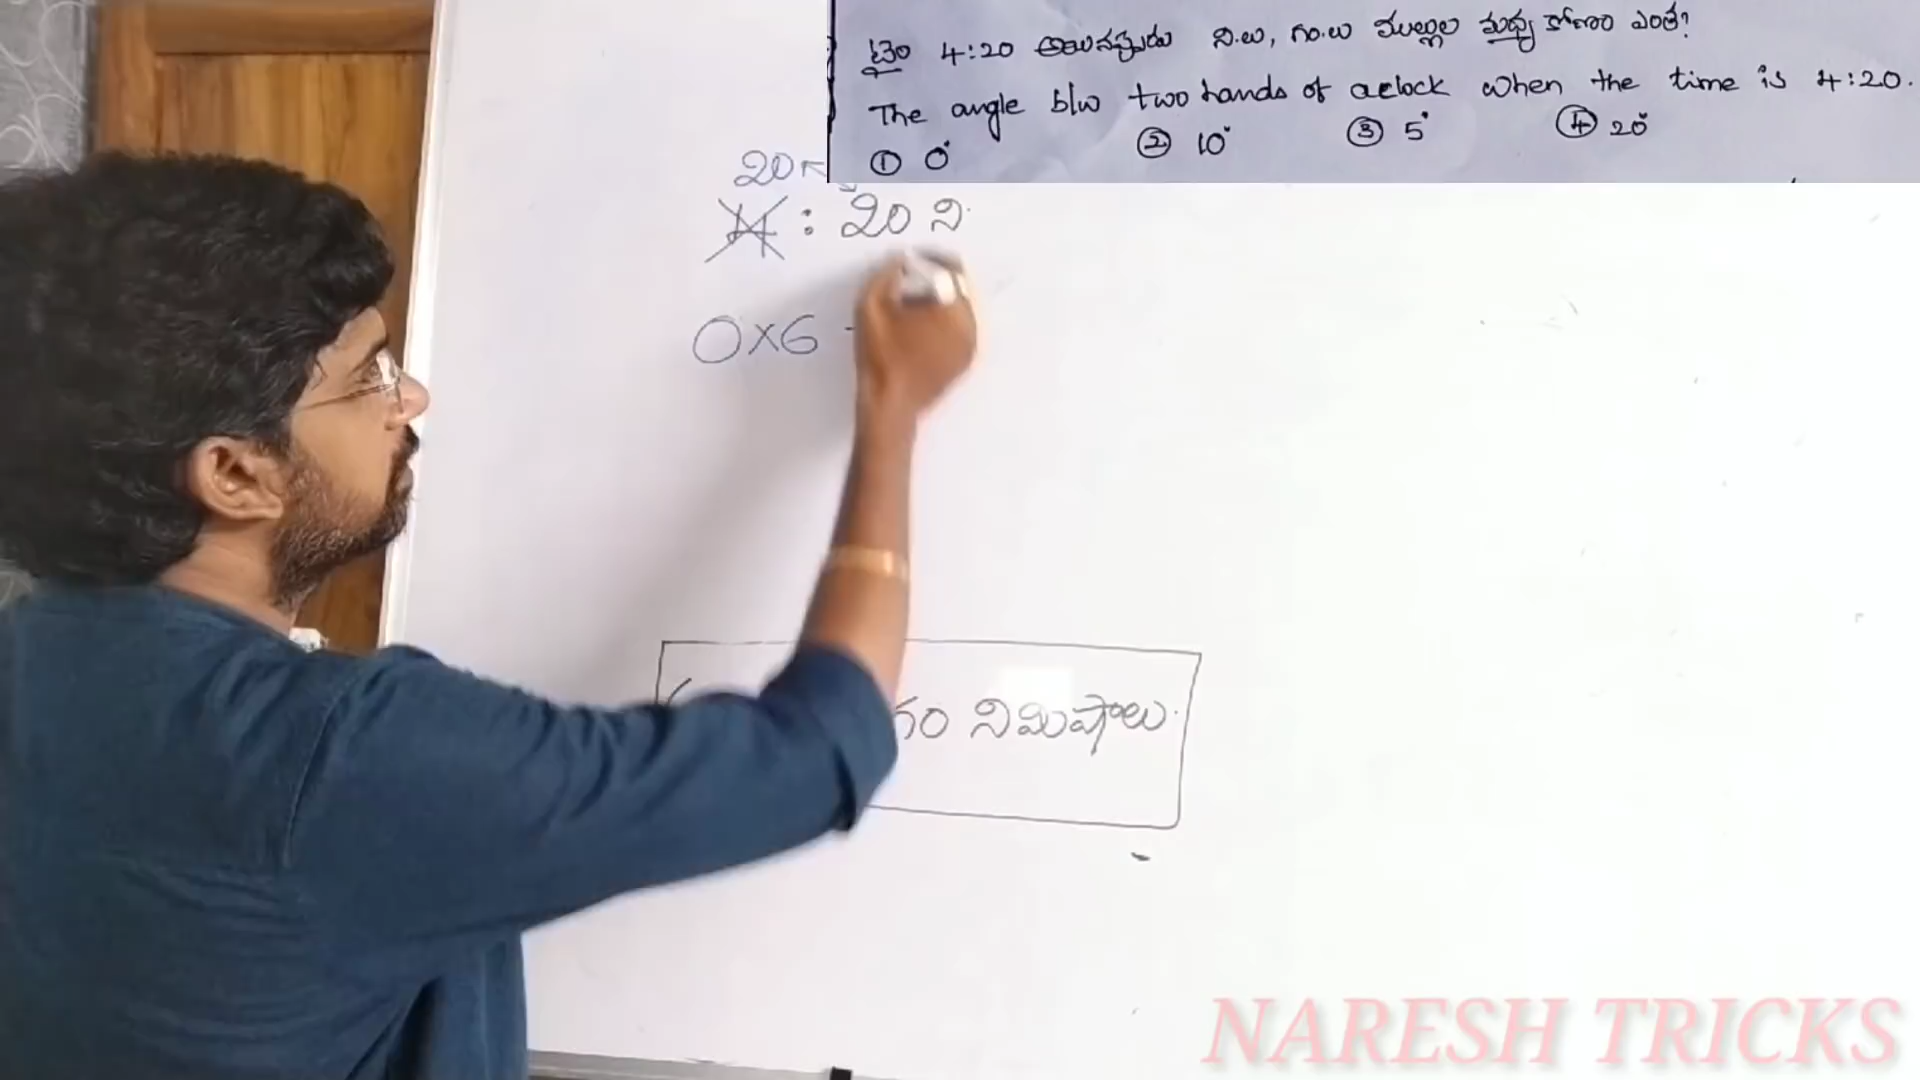 టైం 4:20 అయినప్పుడు ని.లు, గం.లు ముల్లుల మధ్య కోణం ఎంత?
The angle b/w two hands of a clock when the time is 4:20.
① 0° ② 10° ③ 5° ④ 20°
20
4 : 20 ని.
0×6
గం నిమిషాలు.
NARESH TRICKS